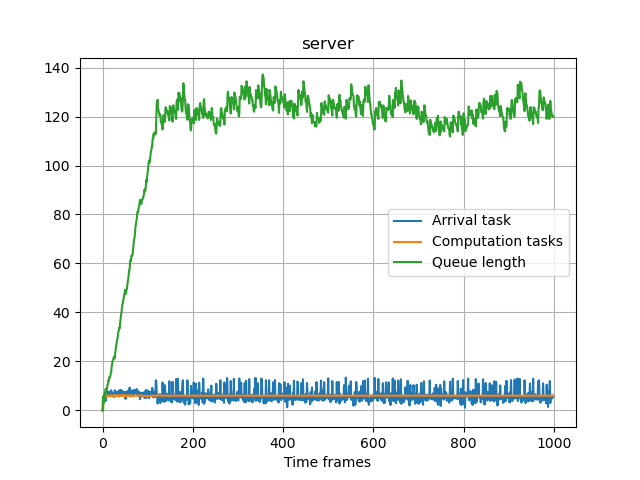 server
140
120
100
80
60
40
20
0
Arrival task
Computation tasks
Queue length
0 200 400 600 800 1000
Time frames